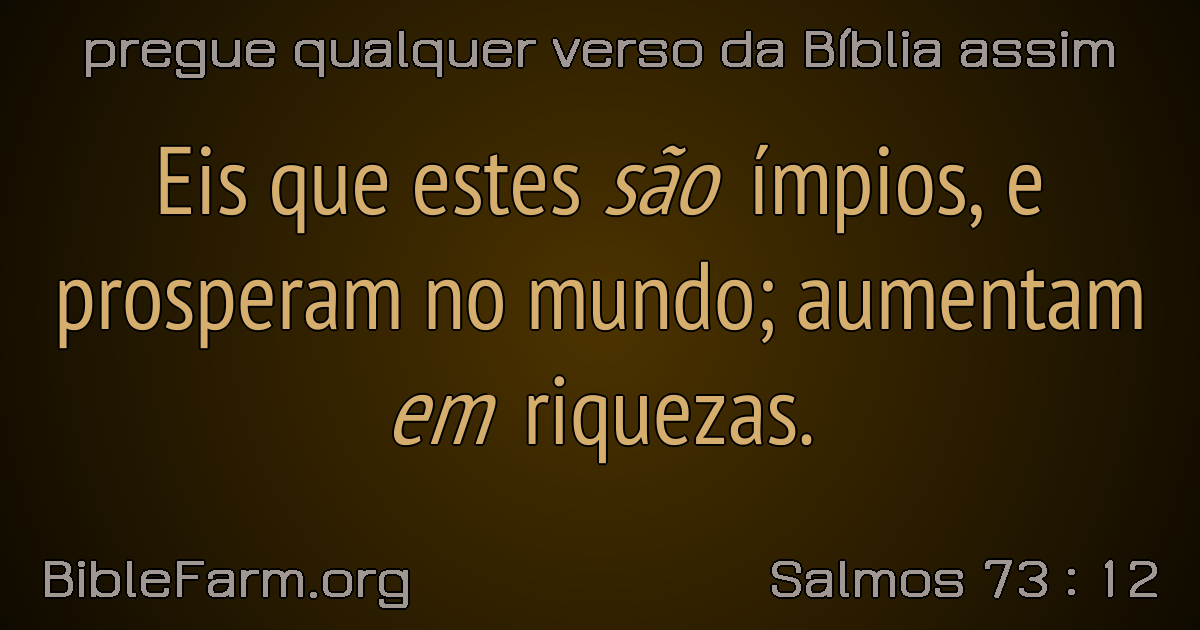 pregue qualquer verso da Bíblia assim
Eis que estes são ímpios, e
prosperam no mundo; aumentam
em riquezas.
BibleFarm.org
Salmos 73 : 12